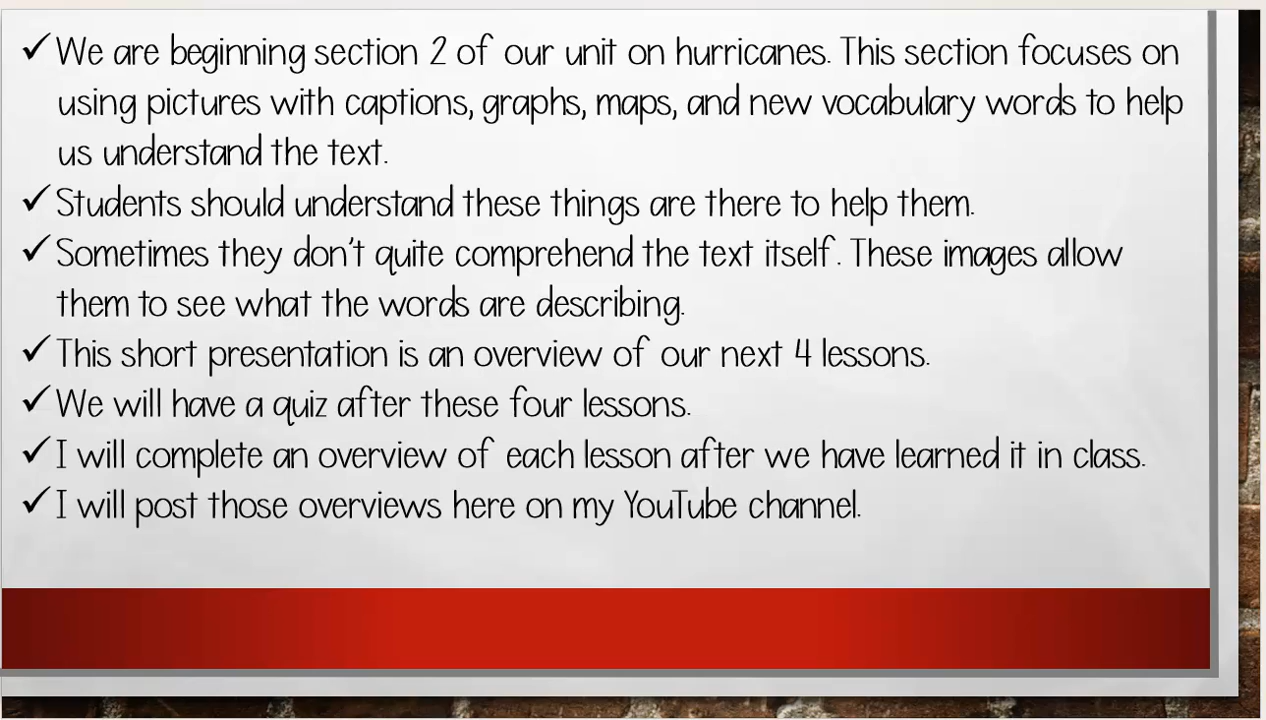 ✓ We are beginning section 2 of our unit on hurricanes. This section focuses on
using pictures with captions, graphs, maps, and new vocabulary words to help
us understand the text.
✓ Students should understand these things are there to help them.
✓ Sometimes they don't quite comprehend the text itself. These images allow
them to see what the words are describing.
✓ This short presentation is an overview of our next 4 lessons.
✓ We will have a quiz after these four lessons.
✓ I will complete an overview of each lesson after we have learned it in class.
✓ I will post those overviews here on my YouTube channel.